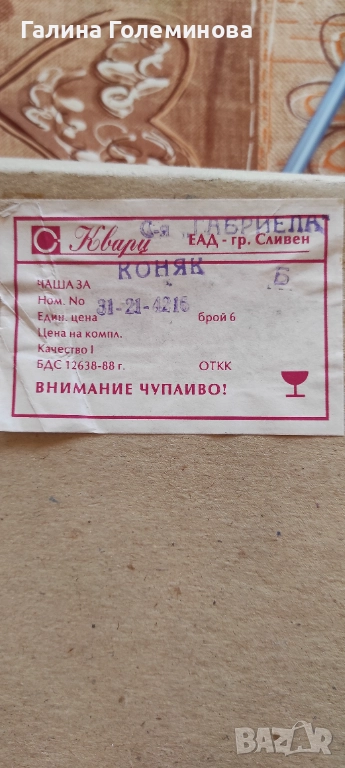 Галина Големинова
С-я "ГАБРИЕЛА"
Кварц ЕАД - гр. Сливен
ЧАША ЗА КОНЯК Б
Ном. No 31-21-4216
Един. цена брой 6
Цена на компл.
Качество I
БДС 12638-88 г. ОТКК
ВНИМАНИЕ ЧУПЛИВО!
BAZAR